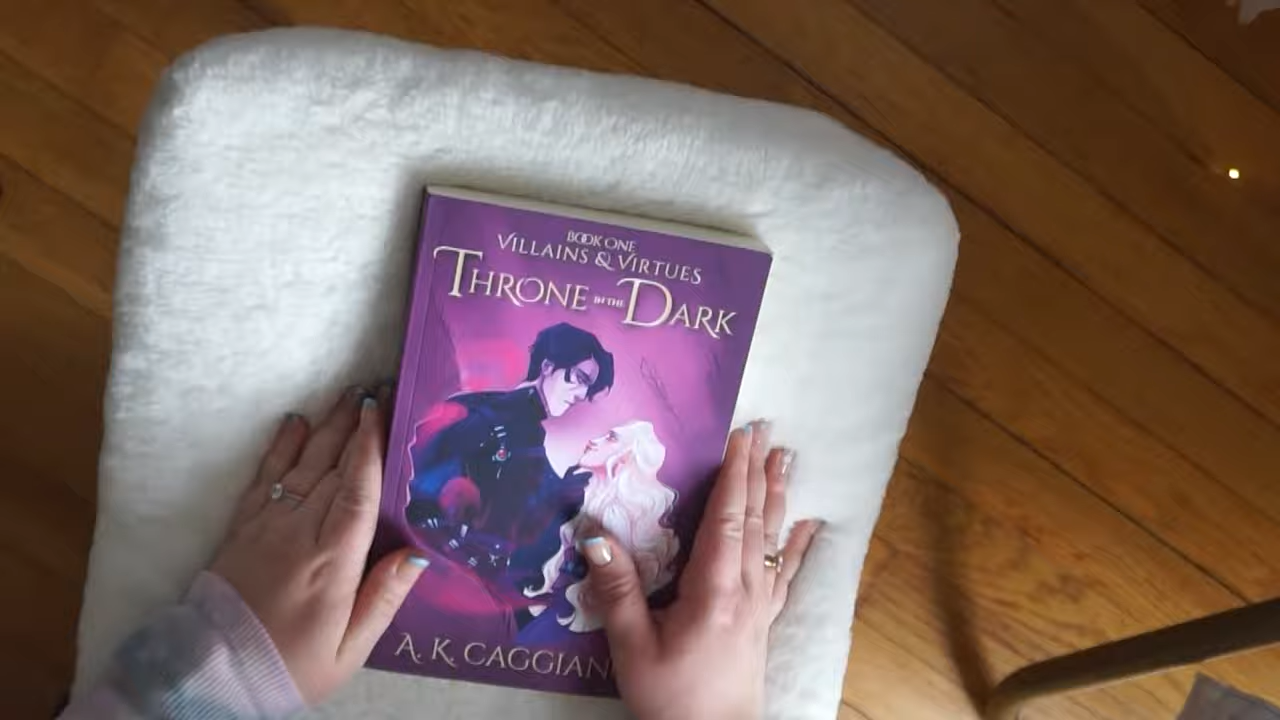 BOOK ONE
VILLAINS & VIRTUES
THRONE IN THE DARK
A. K. CAGGIAN